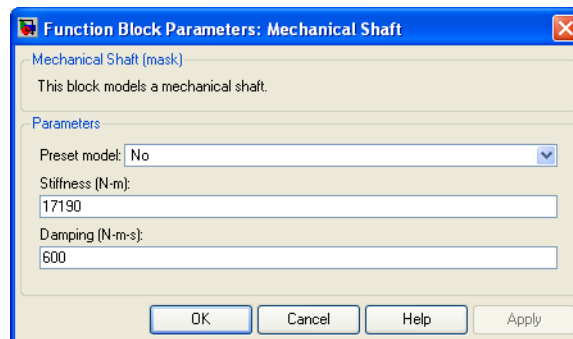 Function Block Parameters: Mechanical Shaft
Mechanical Shaft (mask)
This block models a mechanical shaft.
Parameters
Preset model: No
Stiffness (N-m):
17190
Damping (N-m-s):
600
OK Cancel Help Apply